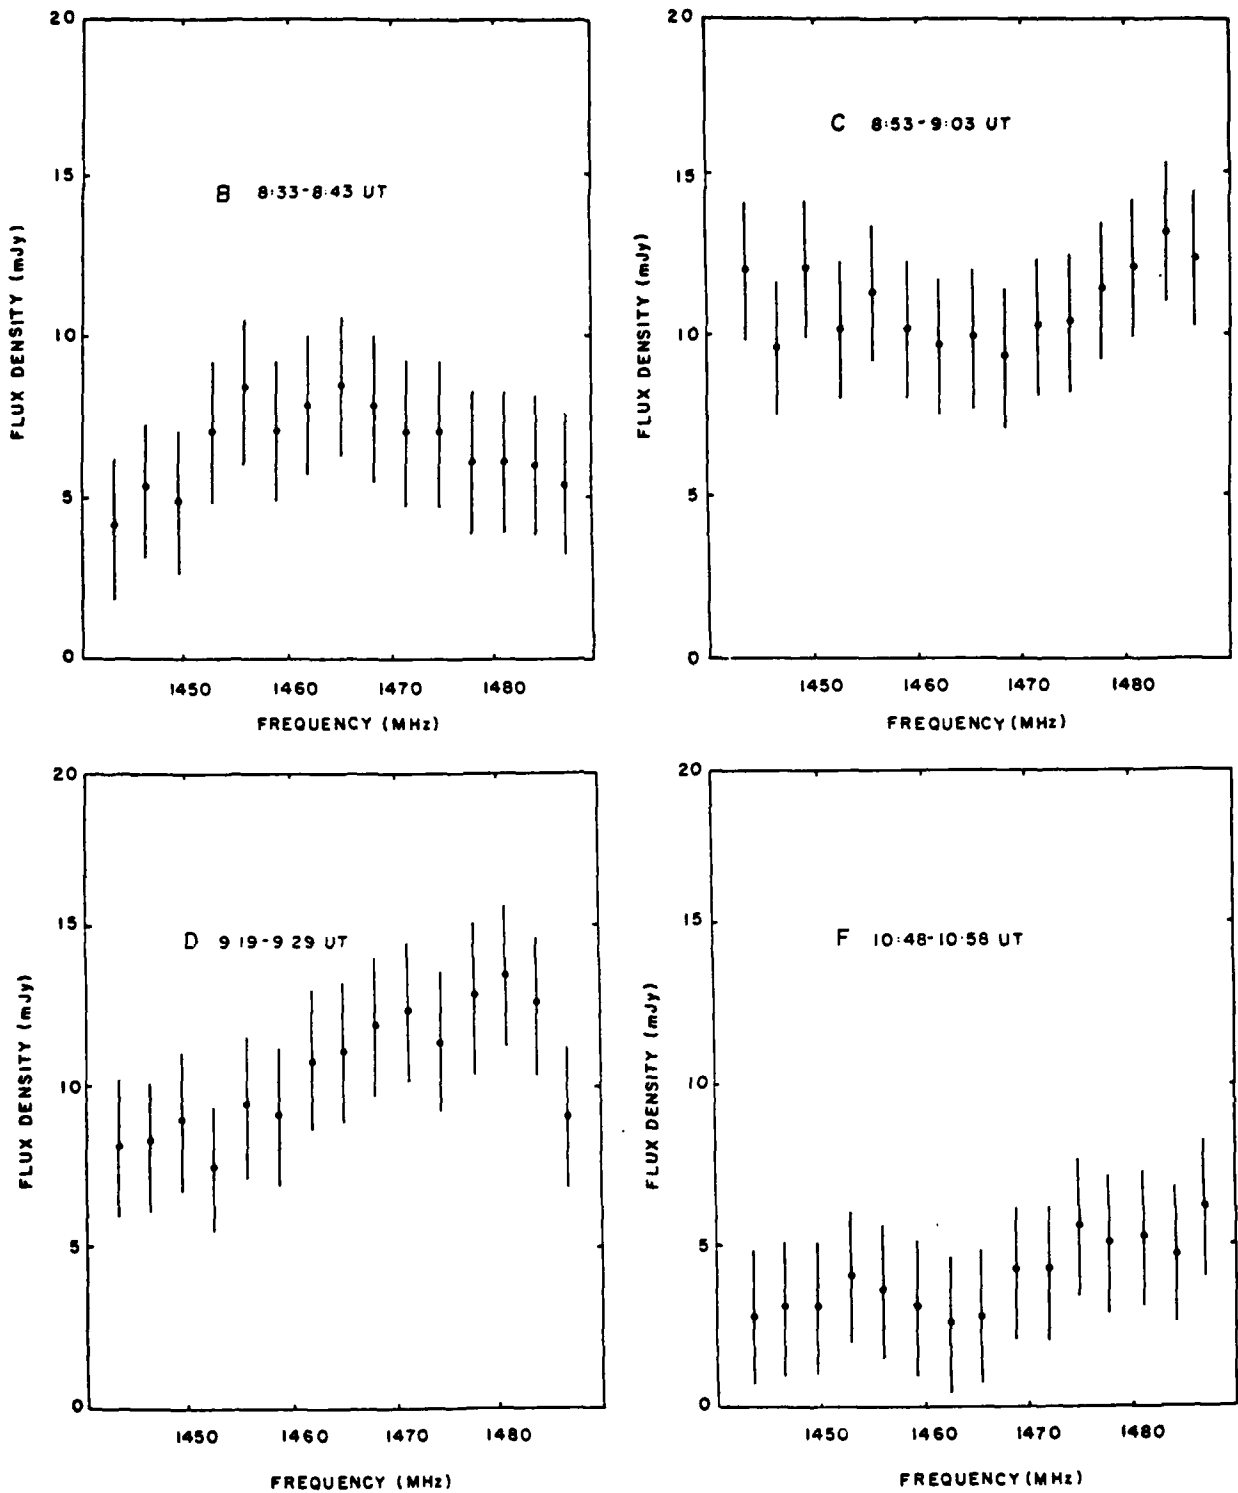 20
15
10
5
0
B 8:33-8:43 UT
FLUX DENSITY (mJy)
1450 1460 1470 1480
FREQUENCY (MHz)
20
15
10
5
0
C 8:53-9:03 UT
FLUX DENSITY (mJy)
1450 1460 1470 1480
FREQUENCY (MHz)
20
15
10
5
0
D 9 19-9 29 UT
FLUX DENSITY (mJy)
1450 1460 1470 1480
FREQUENCY (MHz)
20
15
10
5
0
F 10:48-10:58 UT
FLUX DENSITY (mJy)
1450 1460 1470 1480
FREQUENCY (MHz)